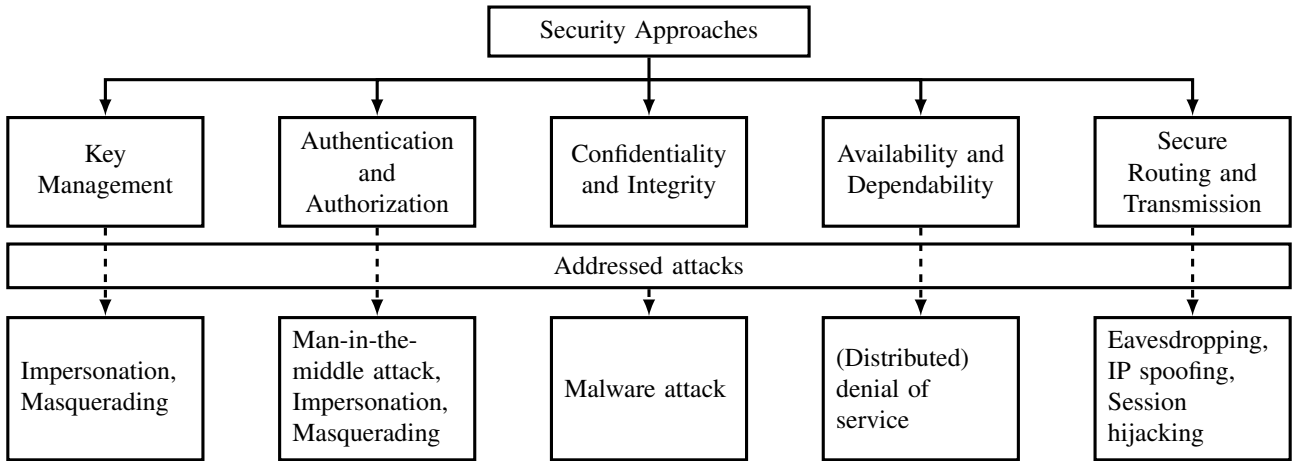 Security Approaches
Key
Management
Authentication
and
Authorization
Confidentiality
and Integrity
Availability and
Dependability
Secure
Routing and
Transmission
Addressed attacks
Impersonation,
Masquerading
Man-in-the-
middle attack,
Impersonation,
Masquerading
Malware attack
(Distributed)
denial of
service
Eavesdropping,
IP spoofing,
Session
hijacking